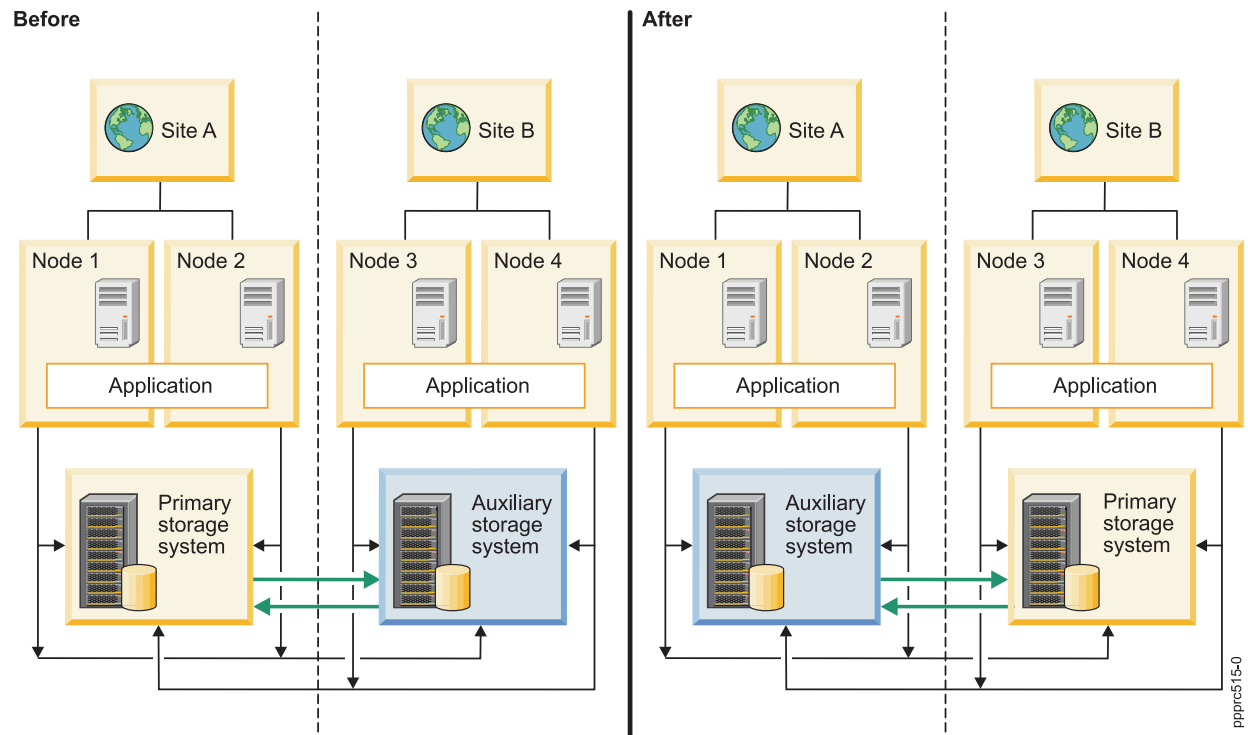 Before
After
Site A
Site B
Site A
Site B
Node 1
Node 2
Node 3
Node 4
Node 1
Node 2
Node 3
Node 4
Application
Application
Application
Application
Primary
storage
system
Auxiliary
storage
system
Auxiliary
storage
system
Primary
storage
system
ppprc515-0